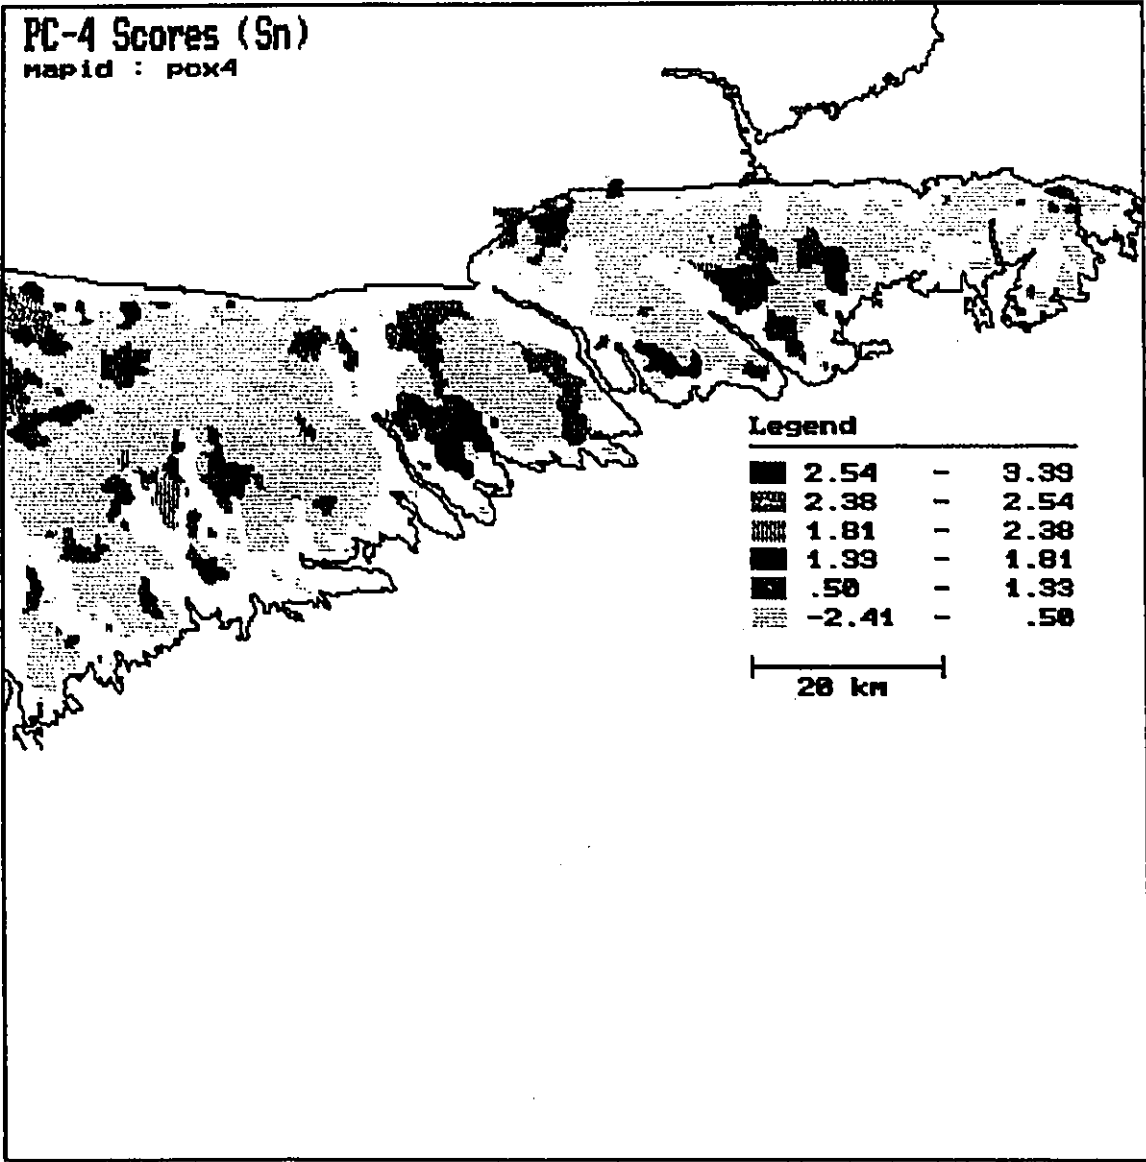 PC-4 Scores (Sn)
mapid : pcx4
Legend
2.54 - 3.39
2.38 - 2.54
1.81 - 2.38
1.33 - 1.81
.50 - 1.33
-2.41 - .50
20 km